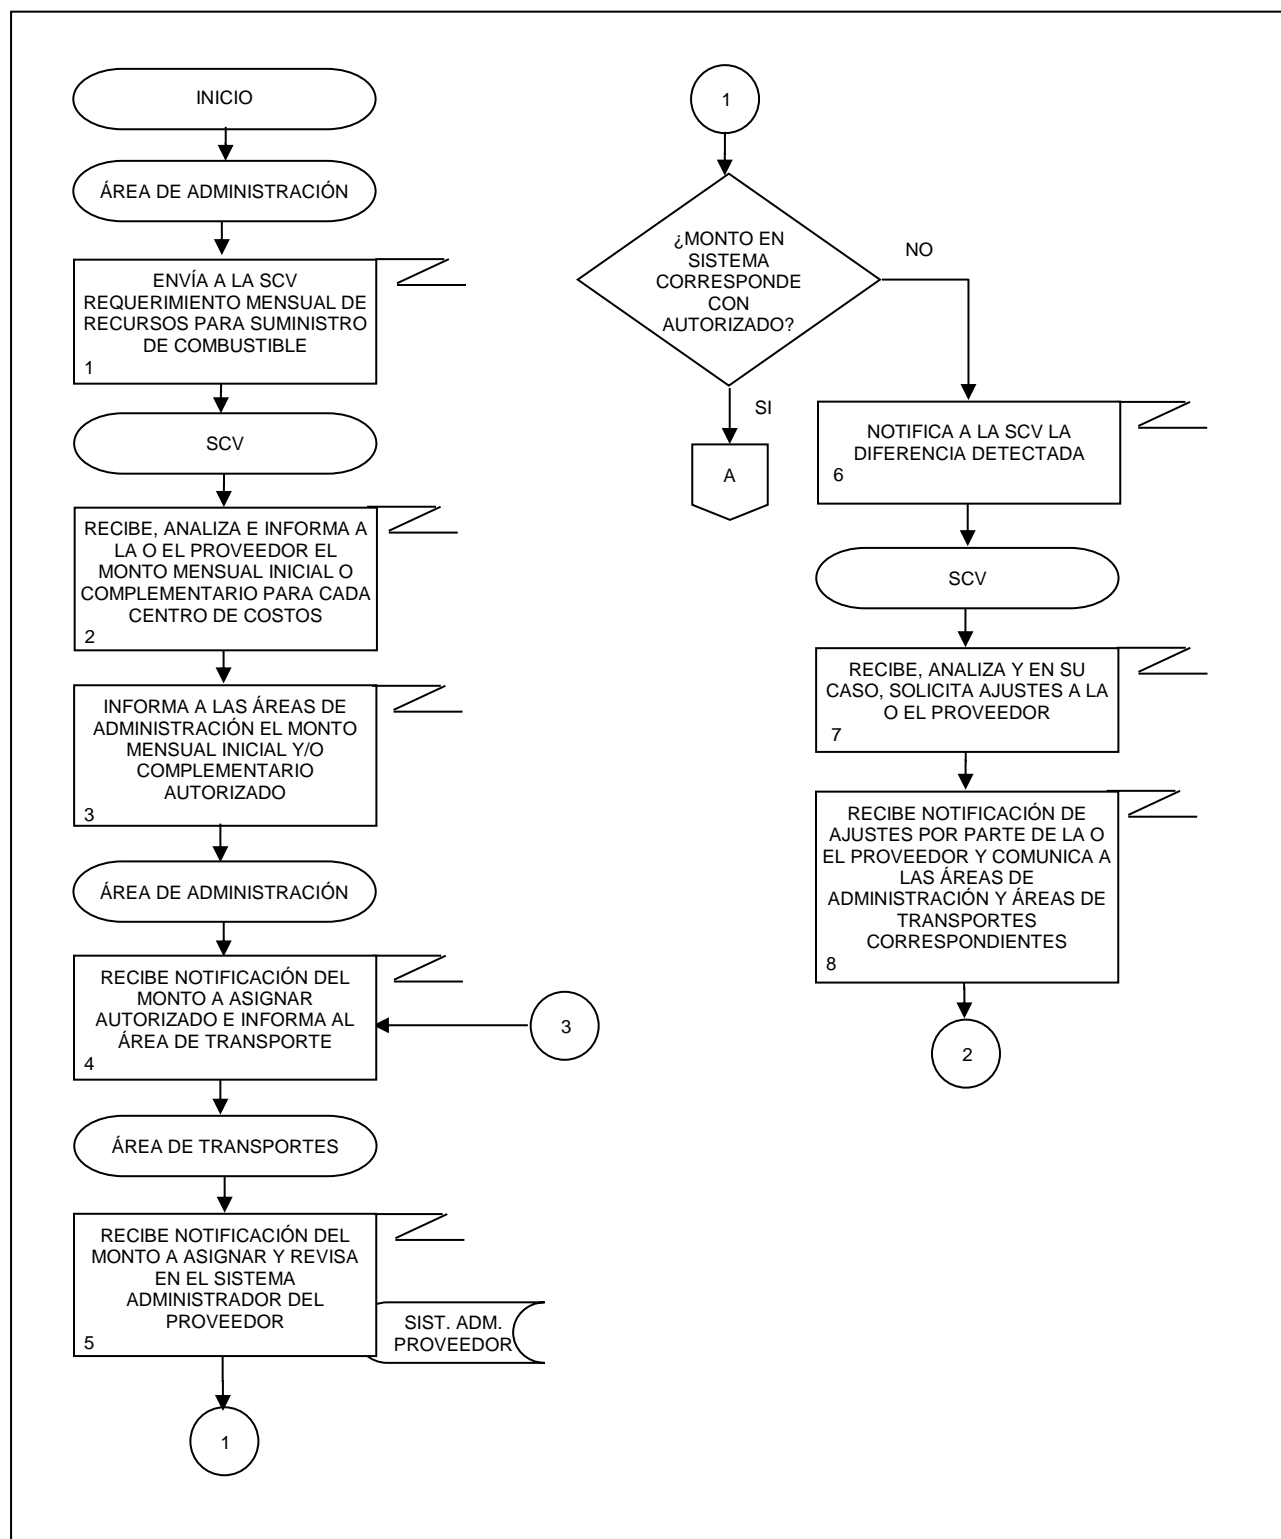 INICIO
ÁREA DE ADMINISTRACIÓN
ENVÍA A LA SCV
REQUERIMIENTO MENSUAL DE
RECURSOS PARA SUMINISTRO
DE COMBUSTIBLE
1
SCV
RECIBE, ANALIZA E INFORMA A
LA O EL PROVEEDOR EL
MONTO MENSUAL INICIAL O
COMPLEMENTARIO PARA CADA
CENTRO DE COSTOS
2
INFORMA A LAS ÁREAS DE
ADMINISTRACIÓN EL MONTO
MENSUAL INICIAL Y/O
COMPLEMENTARIO
AUTORIZADO
3
ÁREA DE ADMINISTRACIÓN
RECIBE NOTIFICACIÓN DEL
MONTO A ASIGNAR
AUTORIZADO E INFORMA AL
ÁREA DE TRANSPORTE
4
3
ÁREA DE TRANSPORTES
RECIBE NOTIFICACIÓN DEL
MONTO A ASIGNAR Y REVISA
EN EL SISTEMA
ADMINISTRADOR DEL
PROVEEDOR
5
SIST. ADM.
PROVEEDOR
1
1
¿MONTO EN
SISTEMA
CORRESPONDE
CON
AUTORIZADO?
NO
SI
A
NOTIFICA A LA SCV LA
DIFERENCIA DETECTADA
6
SCV
RECIBE, ANALIZA Y EN SU
CASO, SOLICITA AJUSTES A LA
O EL PROVEEDOR
7
RECIBE NOTIFICACIÓN DE
AJUSTES POR PARTE DE LA O
EL PROVEEDOR Y COMUNICA A
LAS ÁREAS DE
ADMINISTRACIÓN Y ÁREAS DE
TRANSPORTES
CORRESPONDIENTES
8
2